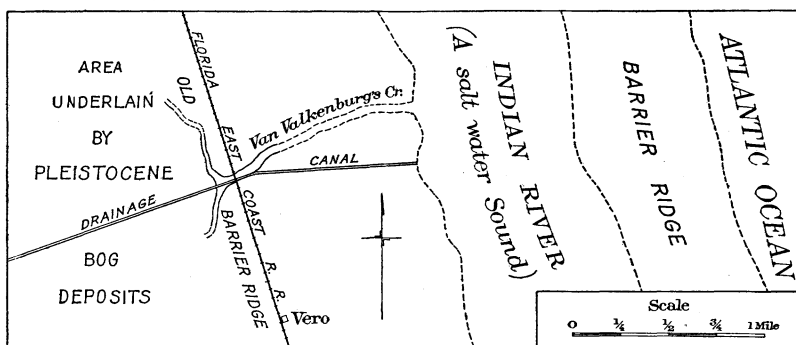 AREA
UNDERLAIN
BY
PLEISTOCENE
BOG
DEPOSITS
DRAINAGE CANAL
FLORIDA EAST COAST R. R.
OLD BARRIER RIDGE
Van Valkenburg's Cr.
Vero
INDIAN RIVER
(A salt water Sound)
BARRIER RIDGE
ATLANTIC OCEAN
Scale
0 ¼ ½ ¾ 1 Mile